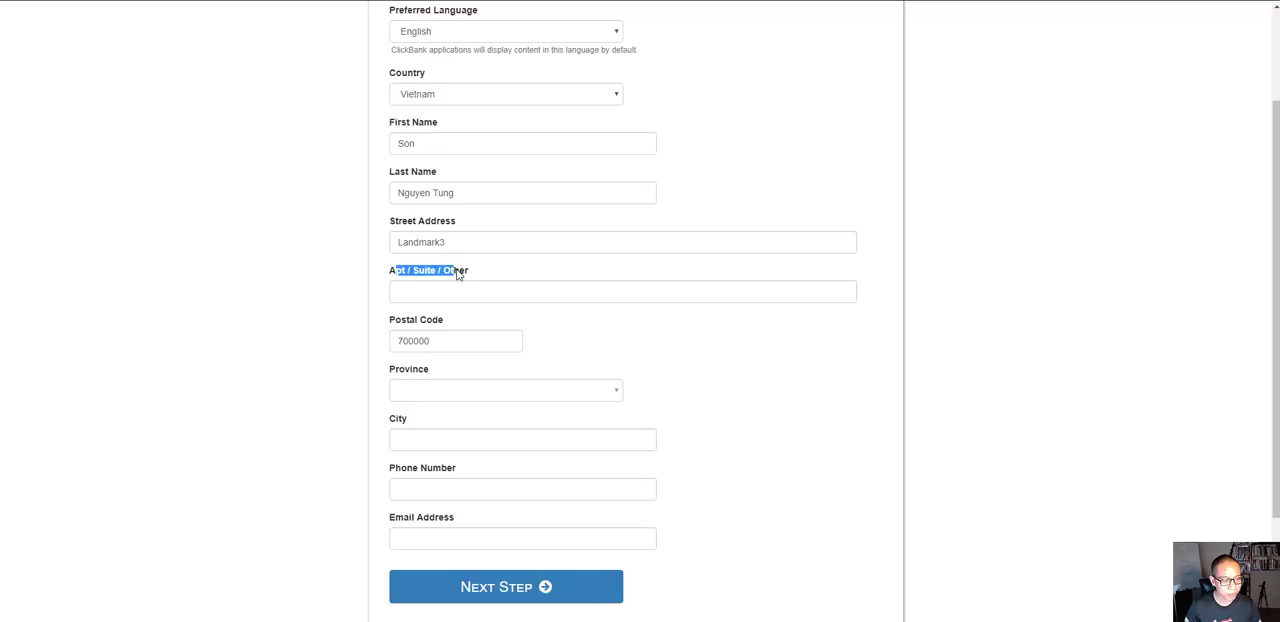 Preferred Language
English
ClickBank applications will display content in this language by default.
Country
Vietnam
First Name
Son
Last Name
Nguyen Tung
Street Address
Landmark3
Apt / Suite / Other
Postal Code
700000
Province
City
Phone Number
Email Address
Next Step